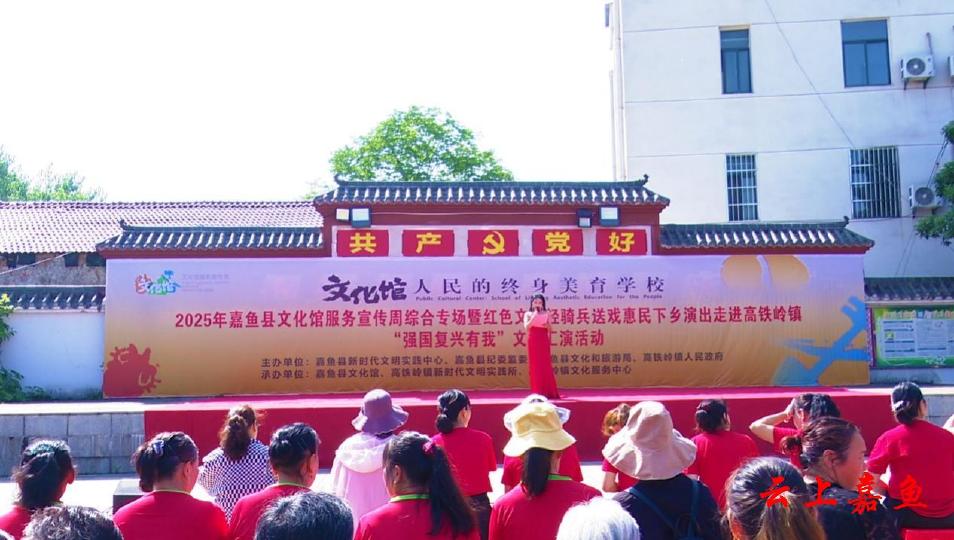 共产党好
文化馆 人民的终身美育学校
Public Cultural Center: School of Lifelong Aesthetic Education for the People
2025年嘉鱼县文化馆服务宣传周综合专场暨红色文 轻骑兵送戏惠民下乡演出走进高铁岭镇
“强国复兴有我”文 汇演活动
主办单位：嘉鱼县新时代文明实践中心、嘉鱼县纪委监委 鱼县文化和旅游局、高铁岭镇人民政府
承办单位：嘉鱼县文化馆、高铁岭镇新时代文明实践所、 岭镇文化服务中心
云上嘉鱼